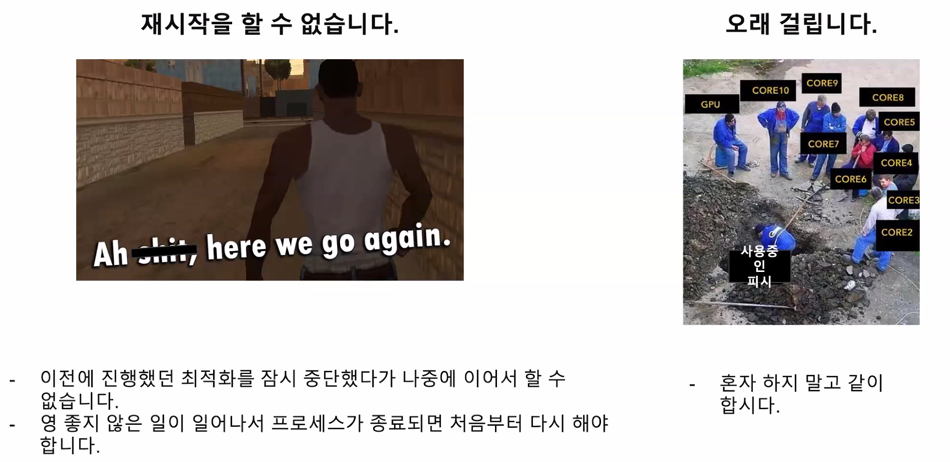 재시작을 할 수 없습니다.
오래 걸립니다.
Ah shit, here we go again.
GPU
CORE10
CORE9
CORE8
CORE5
CORE7
CORE4
CORE6
CORE3
CORE2
사용중
인
피시
- 이전에 진행했던 최적화를 잠시 중단했다가 나중에 이어서 할 수
없습니다.
- 영 좋지 않은 일이 일어나서 프로세스가 종료되면 처음부터 다시 해야
합니다.
- 혼자 하지 말고 같이
합시다.